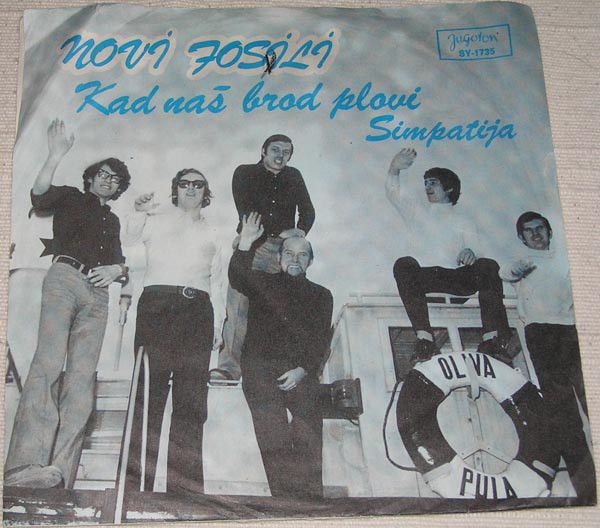 NOVI FOSILI
Jugoton
SY-1735
Kad naš brod plovi
Simpatija
OLIVA
PULA